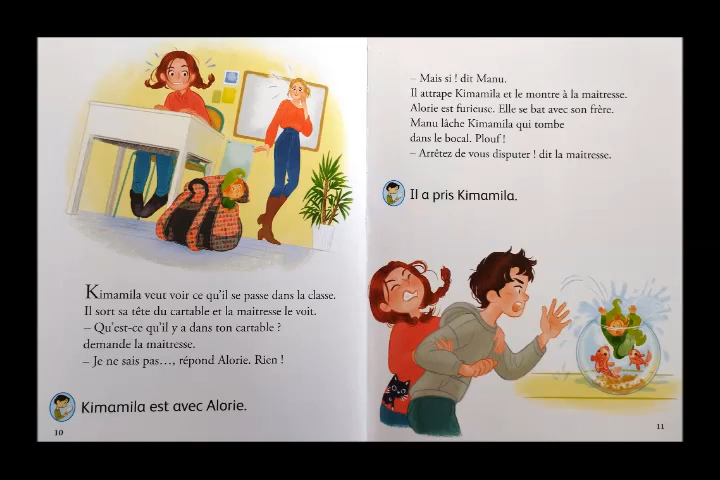 Kimamila veut voir ce qu'il se passe dans la classe.
Il sort sa tête du cartable et la maitresse le voit.
– Qu'est-ce qu'il y a dans ton cartable ?
demande la maitresse.
– Je ne sais pas…, répond Alorie. Rien !
Kimamila est avec Alorie.
10
– Mais si ! dit Manu.
Il attrape Kimamila et le montre à la maitresse.
Alorie est furieuse. Elle se bat avec son frère.
Manu lâche Kimamila qui tombe
dans le bocal. Plouf !
– Arrêtez de vous disputer ! dit la maitresse.
Il a pris Kimamila.
11